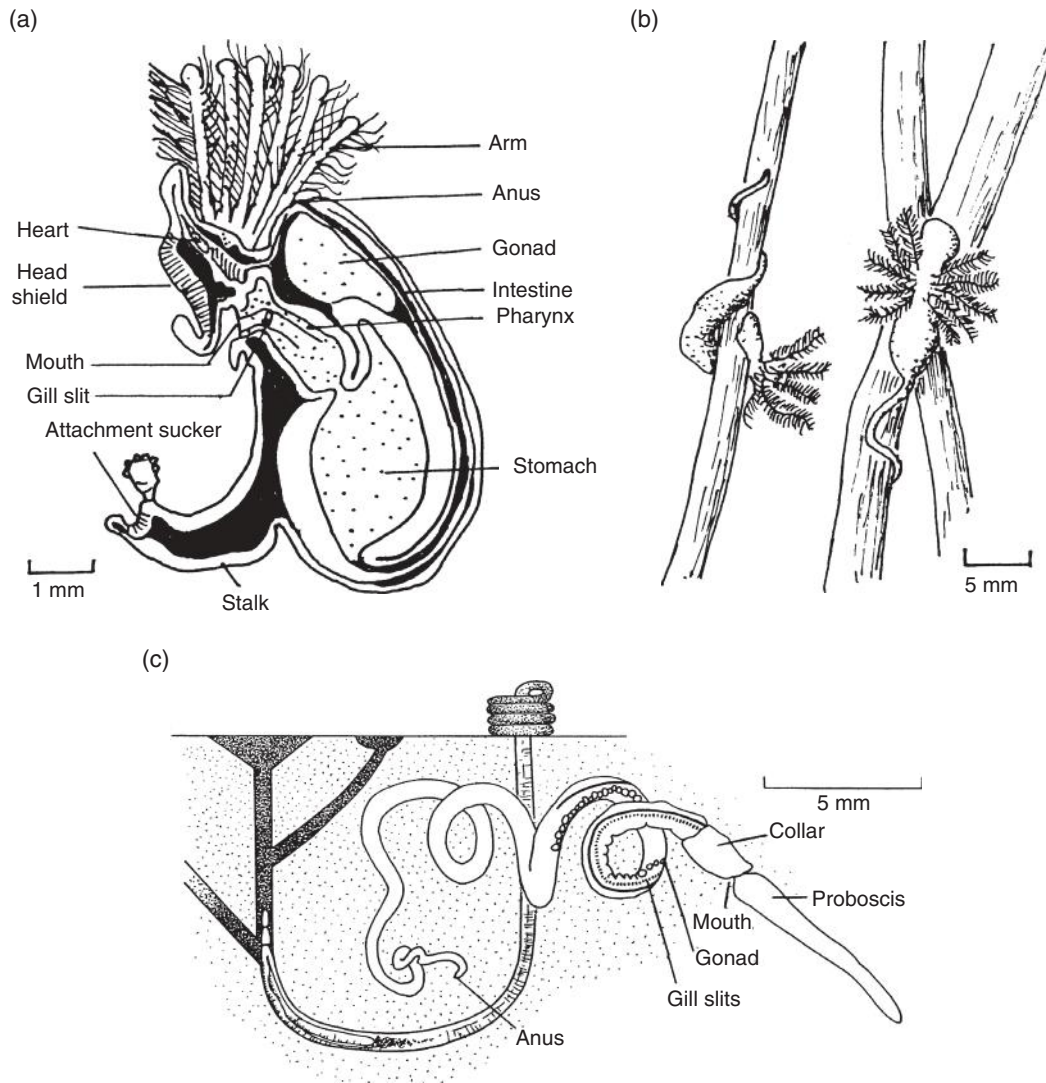 (a)
Arm
Anus
Heart
Gonad
Head
shield
Intestine
Pharynx
Mouth
Gill slit
Attachment sucker
Stomach
1 mm
Stalk
(b)
5 mm
(c)
5 mm
Collar
Proboscis
Mouth
Gonad
Gill slits
Anus